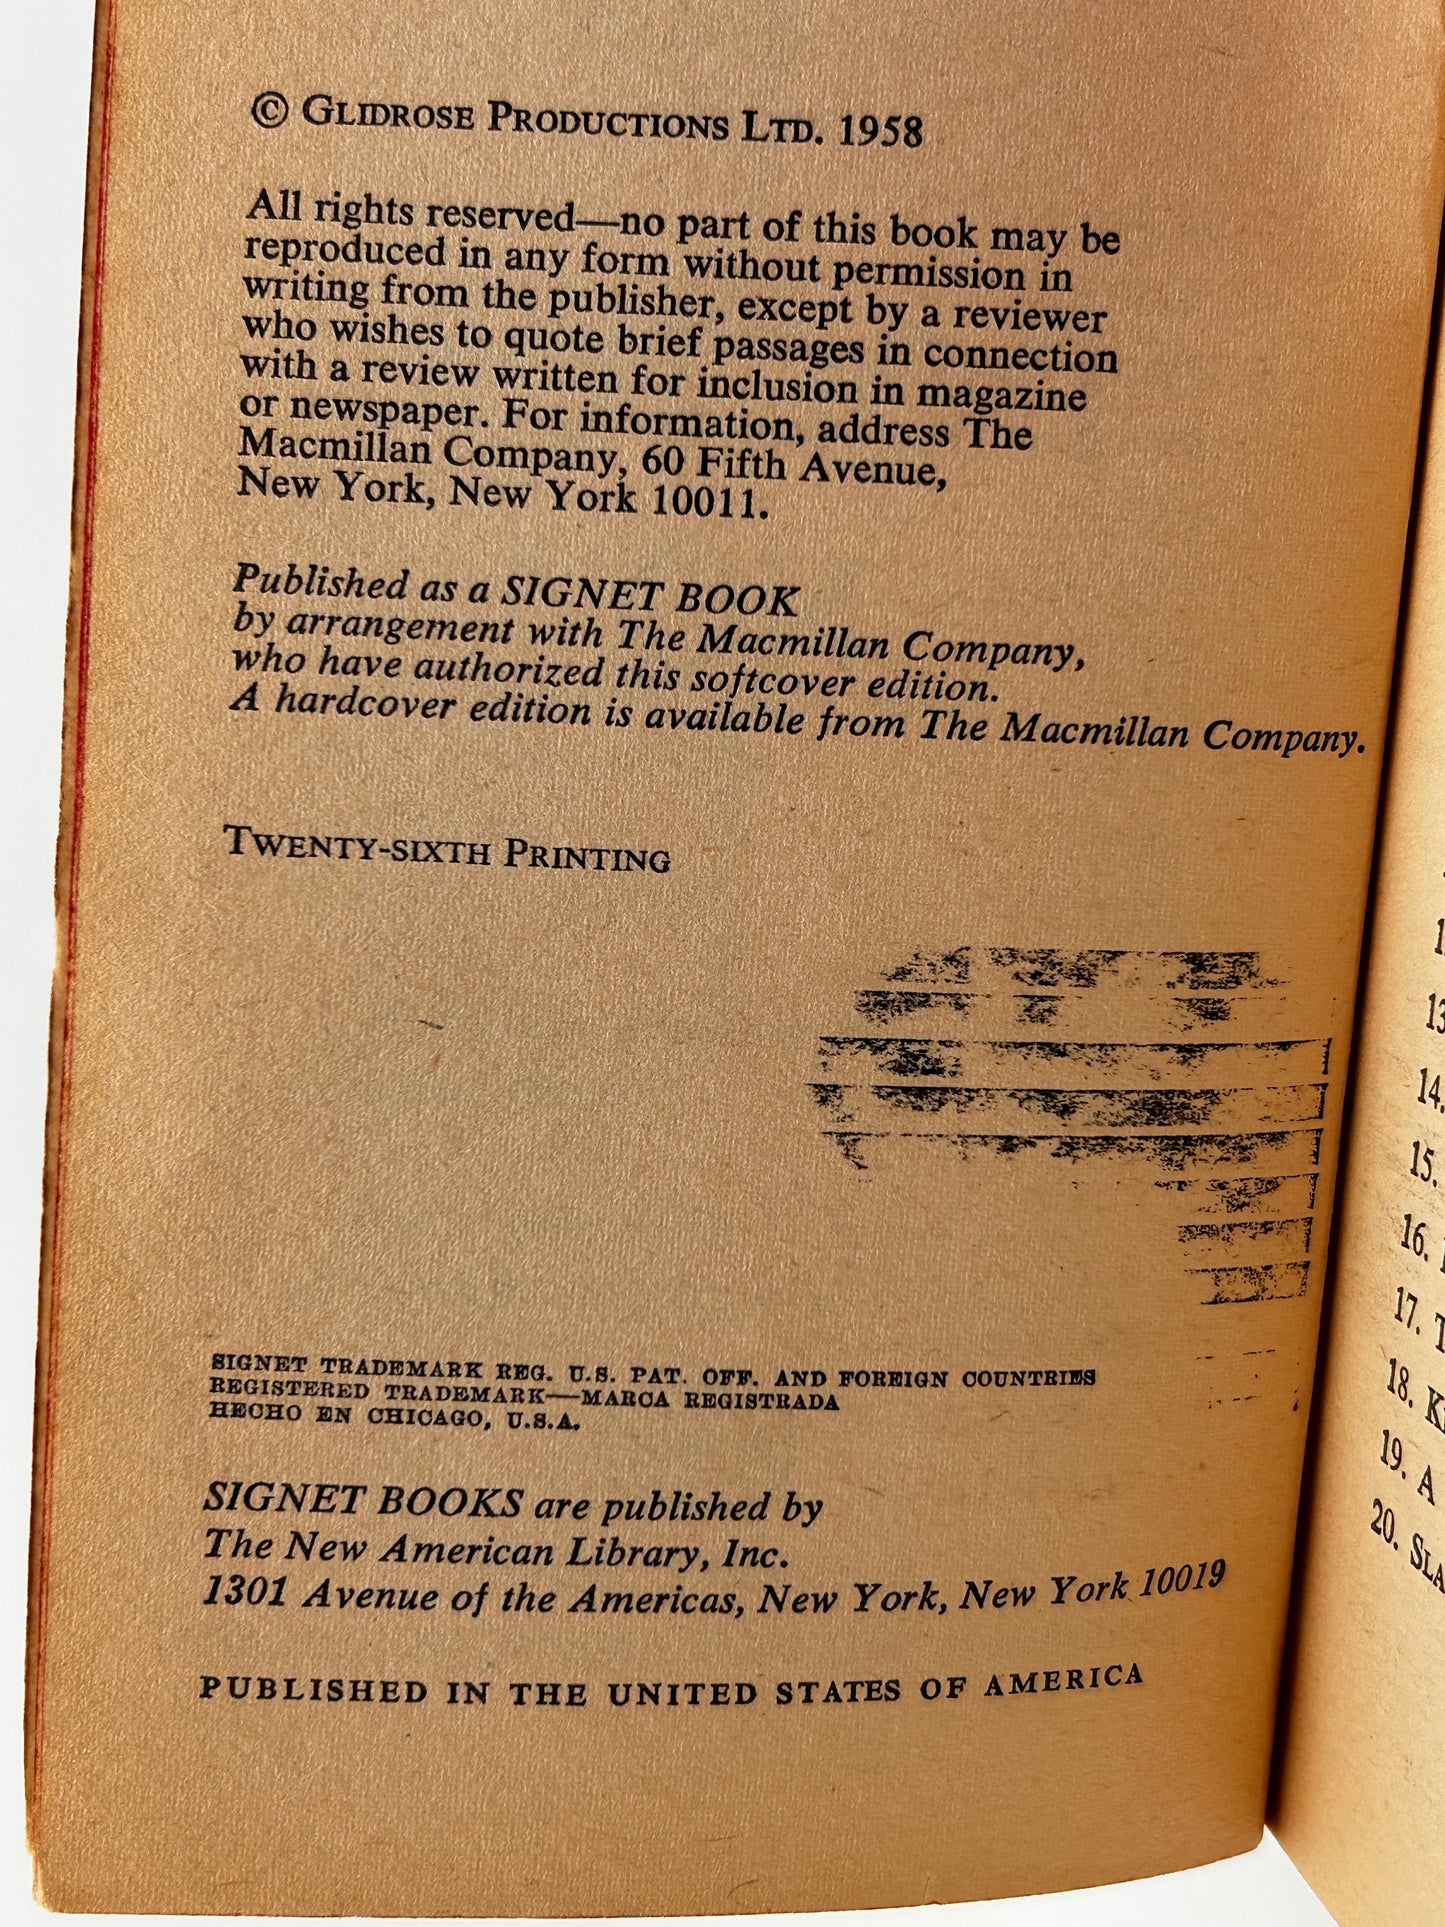 © GLIDROSE PRODUCTIONS LTD. 1958
All rights reserved—no part of this book may be
reproduced in any form without permission in
writing from the publisher, except by a reviewer
who wishes to quote brief passages in connection
with a review written for inclusion in magazine
or newspaper. For information, address The
Macmillan Company, 60 Fifth Avenue,
New York, New York 10011.
Published as a SIGNET BOOK
by arrangement with The Macmillan Company,
who have authorized this softcover edition.
A hardcover edition is available from The Macmillan Company.
TWENTY-SIXTH PRINTING
SIGNET TRADEMARK REG. U.S. PAT. OFF. AND FOREIGN COUNTRIES
REGISTERED TRADEMARK—MARCA REGISTRADA
HECHO EN CHICAGO, U.S.A.
SIGNET BOOKS are published by
The New American Library, Inc.
1301 Avenue of the Americas, New York, New York 10019
PUBLISHED IN THE UNITED STATES OF AMERICA
14.
15.
16.
17.
18.
19. A
20.